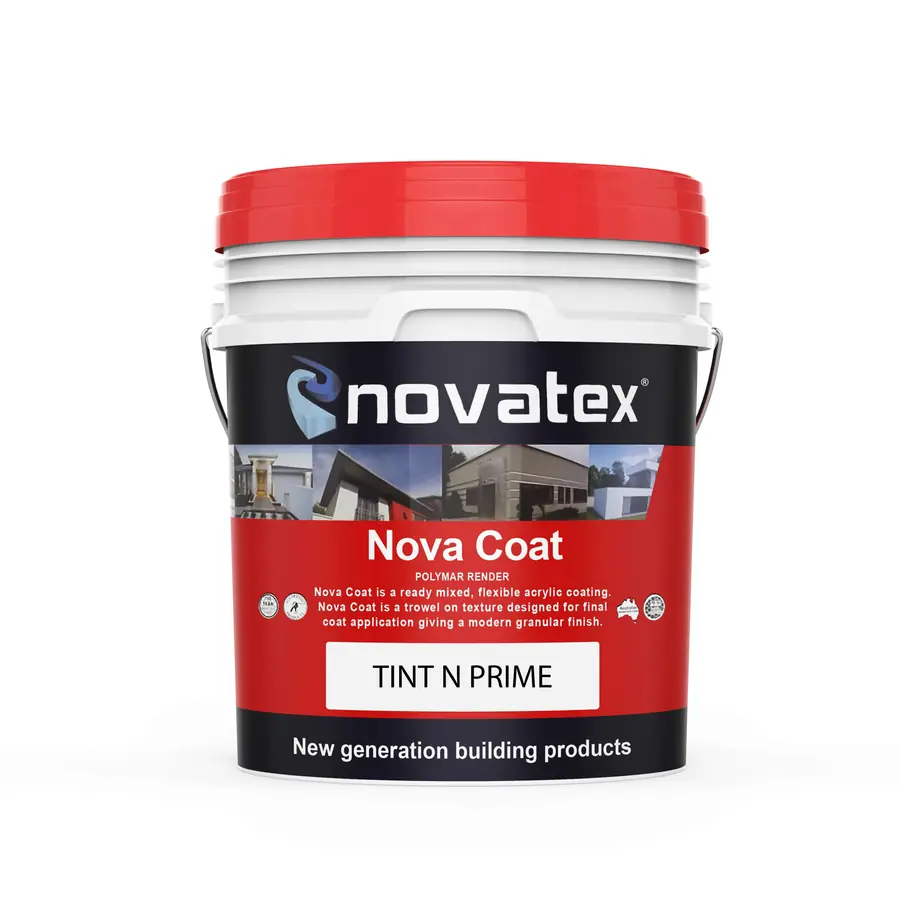 novatex®
Nova Coat
POLYMAR RENDER
Nova Coat is a ready mixed, flexible acrylic coating.
Nova Coat is a trowel on texture designed for final
coat application giving a modern granular finish.
TINT N PRIME
New generation building products